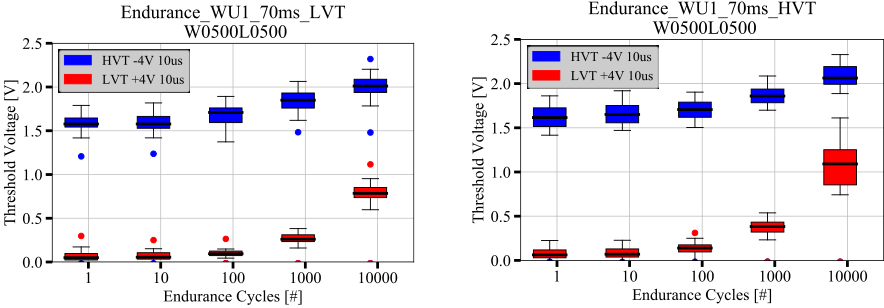 Endurance_WU1_70ms_LVT
W0500L0500
2.5
2.0
1.5
1.0
0.5
0.0
Threshold Voltage [V]
HVT -4V 10us
LVT +4V 10us
1 10 100 1000 10000
Endurance Cycles [#]
Endurance_WU1_70ms_HVT
W0500L0500
2.5
2.0
1.5
1.0
0.5
0.0
Threshold Voltage [V]
HVT -4V 10us
LVT +4V 10us
1 10 100 1000 10000
Endurance Cycles [#]